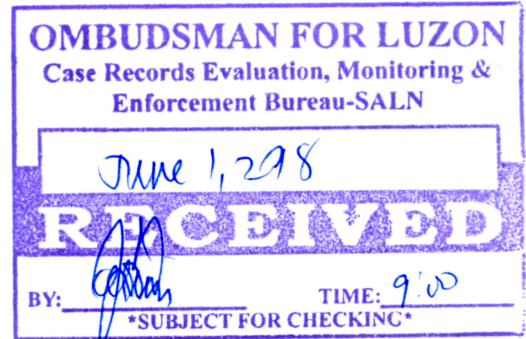 OMBUDSMAN FOR LUZON
Case Records Evaluation, Monitoring &
Enforcement Bureau-SALN
June 1, 2918
RECEIVED
BY: TIME: 9:00
*SUBJECT FOR CHECKING*